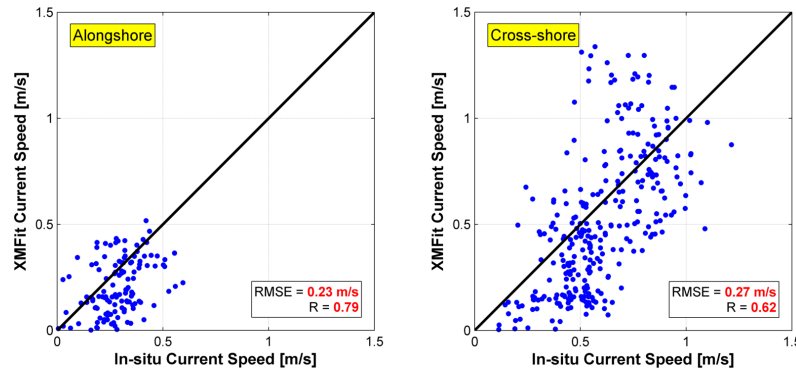 Alongshore
XMFit Current Speed [m/s]
1.5
1
0.5
0
0
0.5
1
1.5
In-situ Current Speed [m/s]
RMSE = 0.23 m/s
R = 0.79
Cross-shore
XMFit Current Speed [m/s]
1.5
1
0.5
0
0
0.5
1
1.5
In-situ Current Speed [m/s]
RMSE = 0.27 m/s
R = 0.62